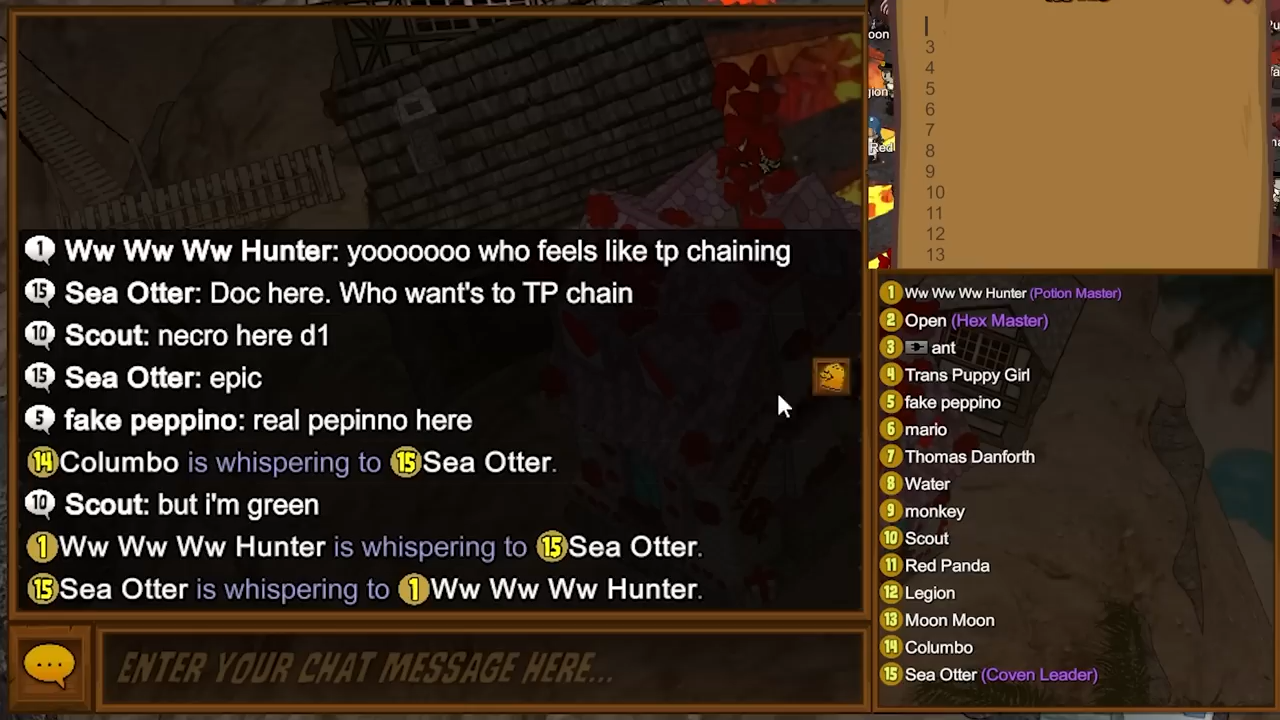 1 Ww Ww Ww Hunter: yooooooo who feels like tp chaining
15 Sea Otter: Doc here. Who want's to TP chain
10 Scout: necro here d1
15 Sea Otter: epic
5 fake peppino: real pepinno here
14 Columbo is whispering to 15 Sea Otter.
10 Scout: but i'm green
1 Ww Ww Ww Hunter is whispering to 15 Sea Otter.
15 Sea Otter is whispering to 1 Ww Ww Ww Hunter.
ENTER YOUR CHAT MESSAGE HERE...
3
4
5
6
7
8
9
10
11
12
13
1 Ww Ww Ww Hunter (Potion Master)
2 Open (Hex Master)
3 ant
4 Trans Puppy Girl
5 fake peppino
6 mario
7 Thomas Danforth
8 Water
9 monkey
10 Scout
11 Red Panda
12 Legion
13 Moon Moon
14 Columbo
15 Sea Otter (Coven Leader)